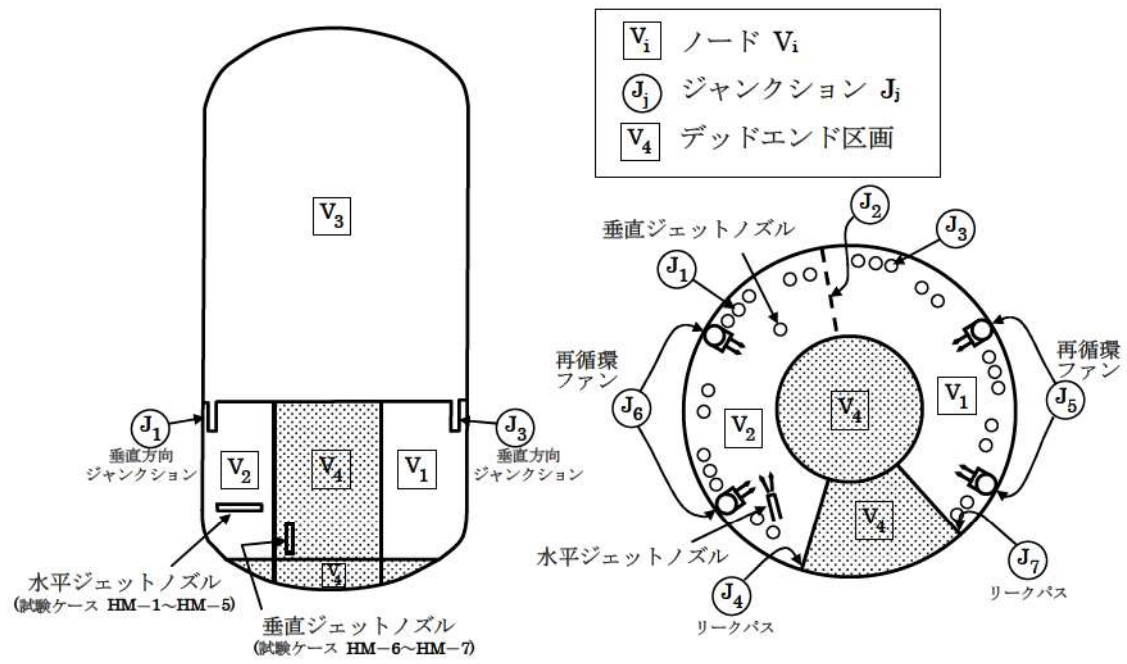 Vi ノード Vi
Jj ジャンクション Jj
V4 デッドエンド区画
V3
J1
垂直方向
ジャンクション
J3
垂直方向
ジャンクション
V2
V4
V1
V4
水平ジェットノズル
(試験ケース HM－1～HM－5)
垂直ジェットノズル
(試験ケース HM－6～HM－7)
J2
垂直ジェットノズル
J3
J1
再循環
ファン
再循環
ファン
J6
J5
V4
V2
V1
V4
水平ジェットノズル
J4
リークパス
J7
リークパス